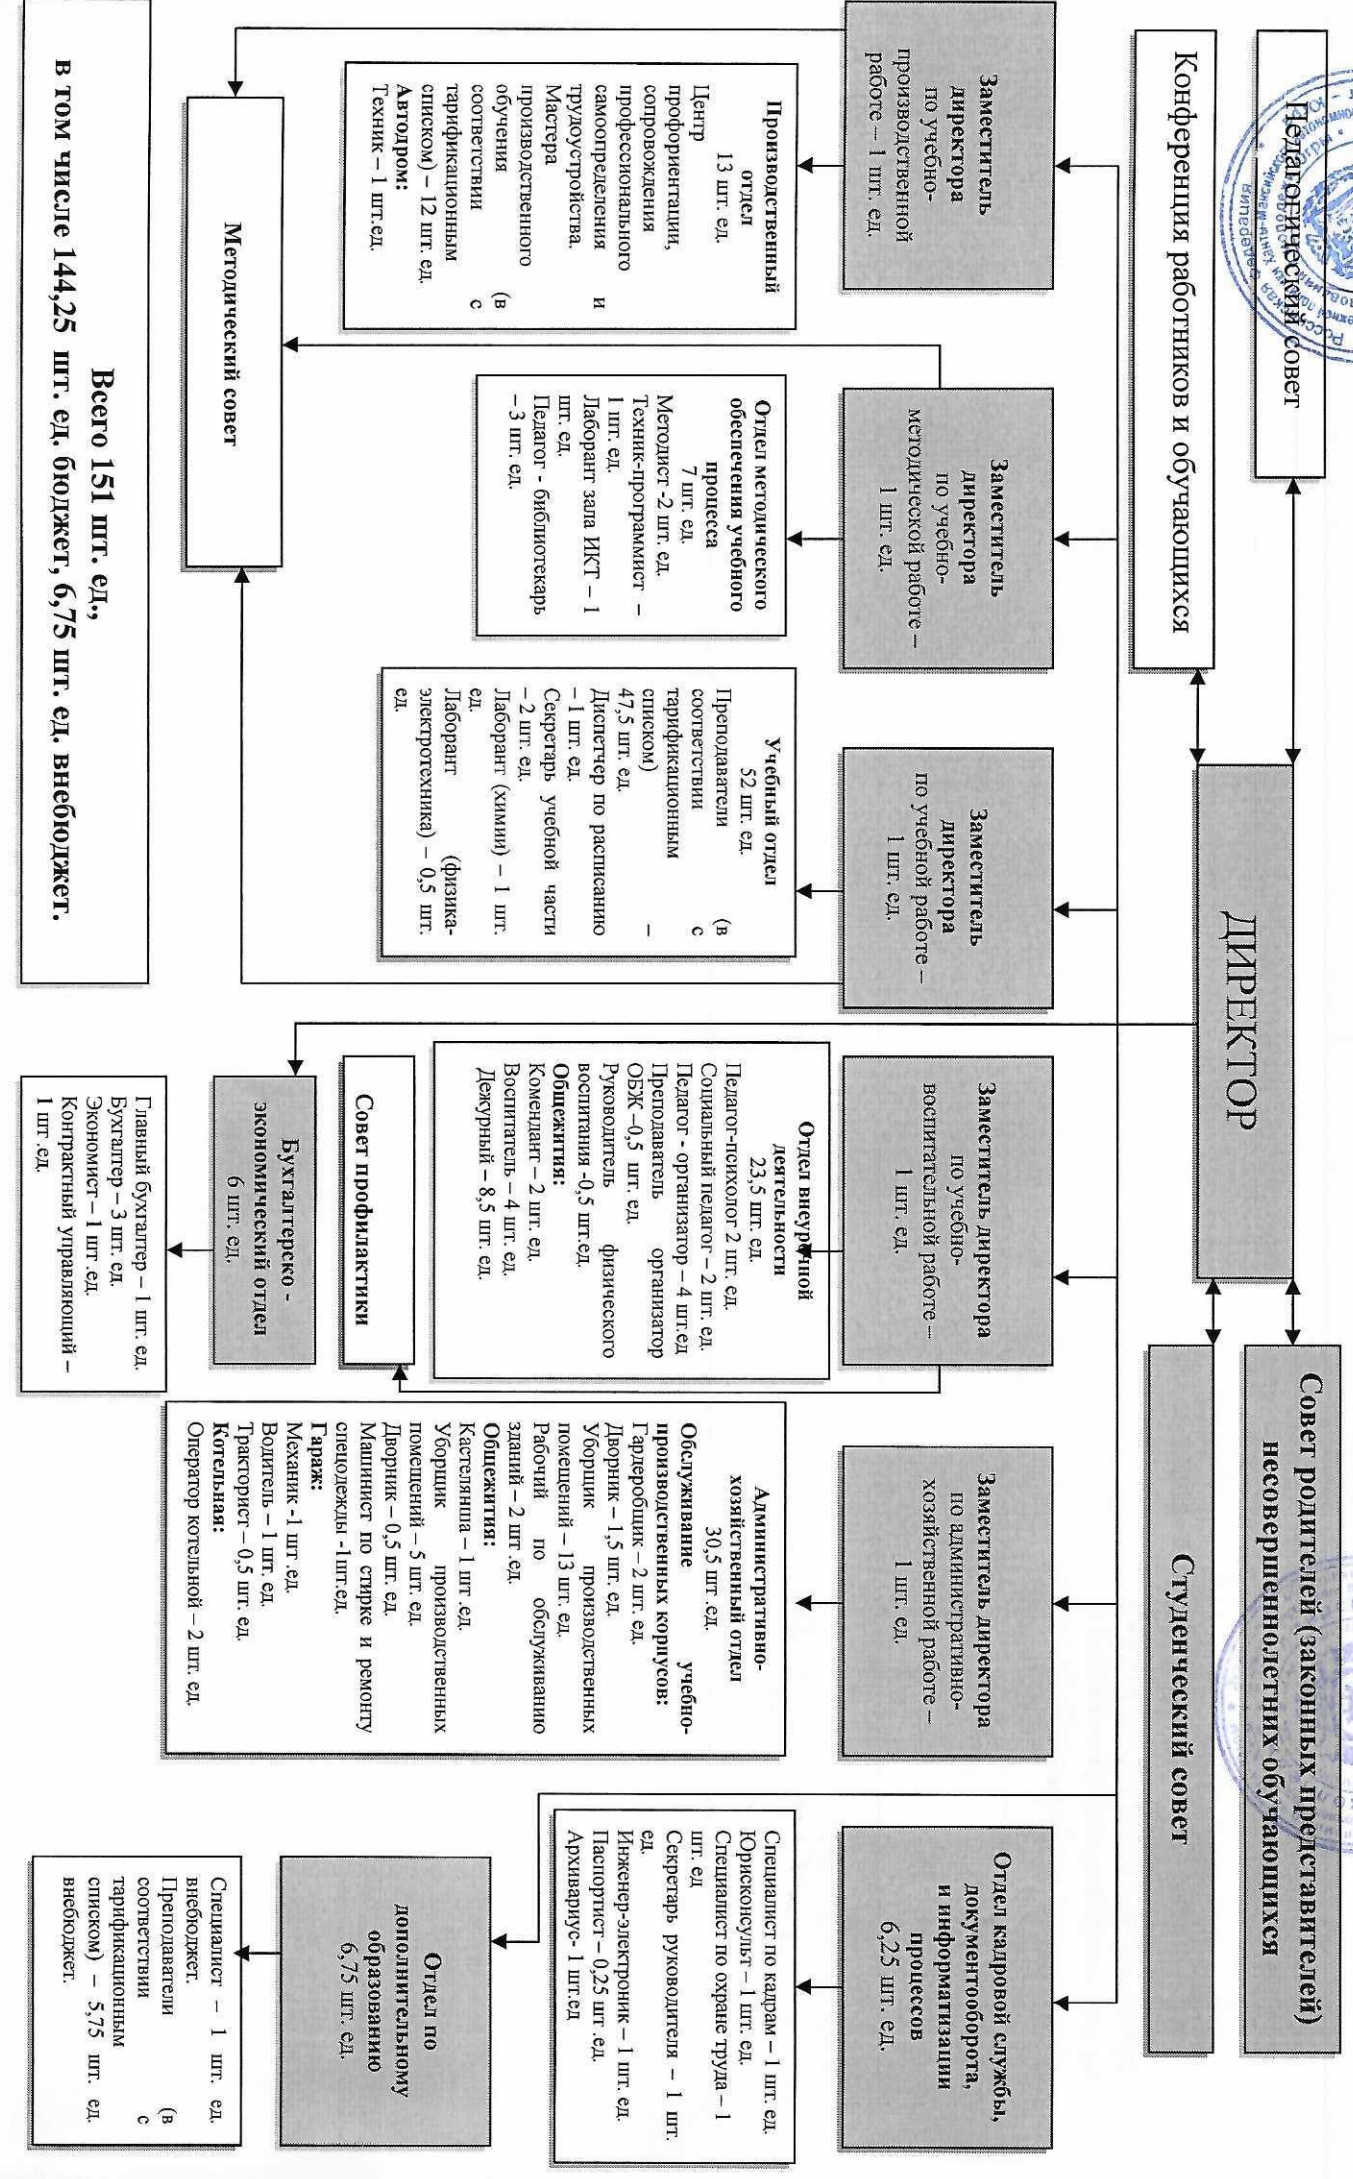 Педагогический совет
Конференция работников и обучающихся
ДИРЕКТОР
Совет родителей (законных представителей)
несовершеннолетних обучающихся
Студенческий совет
Заместитель
директора
по учебно-
производственной
работе – 1 шт. ед.
Заместитель
директора
по учебно-
методической работе –
1 шт. ед.
Заместитель
директора
по учебной работе –
1 шт. ед.
Заместитель директора
по учебно-
воспитательной работе –
1 шт. ед.
Заместитель директора
по административно-
хозяйственной работе –
1 шт. ед.
Отдел кадровой службы,
документооборота,
и информатизации
процессов
6,25 шт. ед.
Производственный
отдел
13 шт. ед.
Центр
профориентации,
сопровождения
профессионального
самоопределения и
трудоустройства.
Мастера
производственного
обучения (в
соответствии с
тарификационным
списком) – 12 шт. ед.
Автодром:
Техник – 1 шт.ед.
Отдел методического
обеспечения учебного
процесса
7 шт. ед.
Методист -2 шт. ед.
Техник-программист –
1 шт. ед.
Лаборант зала ИКТ – 1
шт. ед.
Педагог - библиотекарь
– 3 шт. ед.
Учебный отдел
52 шт. ед.
Преподаватели (в
соответствии с
тарификационным
списком) –
47,5 шт. ед.
Диспетчер по расписанию
– 1 шт. ед.
Секретарь учебной части
– 2 шт. ед.
Лаборант (химии) – 1 шт.
ед.
Лаборант (физика-
электротехника) – 0,5 шт.
ед.
Отдел внеурочной
деятельности
23,5 шт. ед.
Педагог-психолог 2 шт. ед.
Социальный педагог – 2 шт. ед.
Педагог - организатор – 4 шт.ед
Преподаватель организатор
ОБЖ –0,5 шт. ед.
Руководитель физического
воспитания -0,5 шт.ед.
Общежития:
Комендант – 2 шт. ед.
Воспитатель – 4 шт. ед.
Дежурный – 8,5 шт. ед.
Административно-
хозяйственный отдел
30,5 шт .ед.
Обслуживание учебно-
производственных корпусов:
Гардеробщик – 2 шт. ед.
Дворник – 1,5 шт. ед.
Уборщик производственных
помещений – 13 шт. ед.
Рабочий по обслуживанию
зданий – 2 шт .ед.
Общежития:
Кастелянша – 1 шт .ед.
Уборщик производственных
помещений – 5 шт. ед.
Дворник – 0,5 шт. ед.
Машинист по стирке и ремонту
спецодежды -1шт.ед.
Гараж:
Механик -1 шт .ед.
Водитель – 1 шт. ед.
Тракторист – 0,5 шт. ед.
Котельная:
Оператор котельной – 2 шт. ед.
Специалист по кадрам – 1 шт. ед.
Юрисконсульт – 1 шт. ед.
Специалист по охране труда – 1
шт. ед
Секретарь руководителя – 1 шт.
ед.
Инженер-электроник – 1 шт. ед.
Паспортист – 0,25 шт .ед.
Архивариус- 1 шт.ед
Методический совет
Совет профилактики
Бухгалтерско -
экономический отдел
6 шт. ед.
Отдел по
дополнительному
образованию
6,75 шт. ед.
Главный бухгалтер – 1 шт. ед.
Бухгалтер – 3 шт. ед.
Экономист – 1 шт .ед.
Контрактный управляющий –
1 шт .ед.
Специалист – 1 шт. ед.
внебюджет.
Преподаватели (в
соответствии с
тарификационным
списком) – 5,75 шт. ед.
внебюджет.
Всего 151 шт. ед.,
в том числе 144,25 шт. ед. бюджет, 6,75 шт. ед. внебюджет.